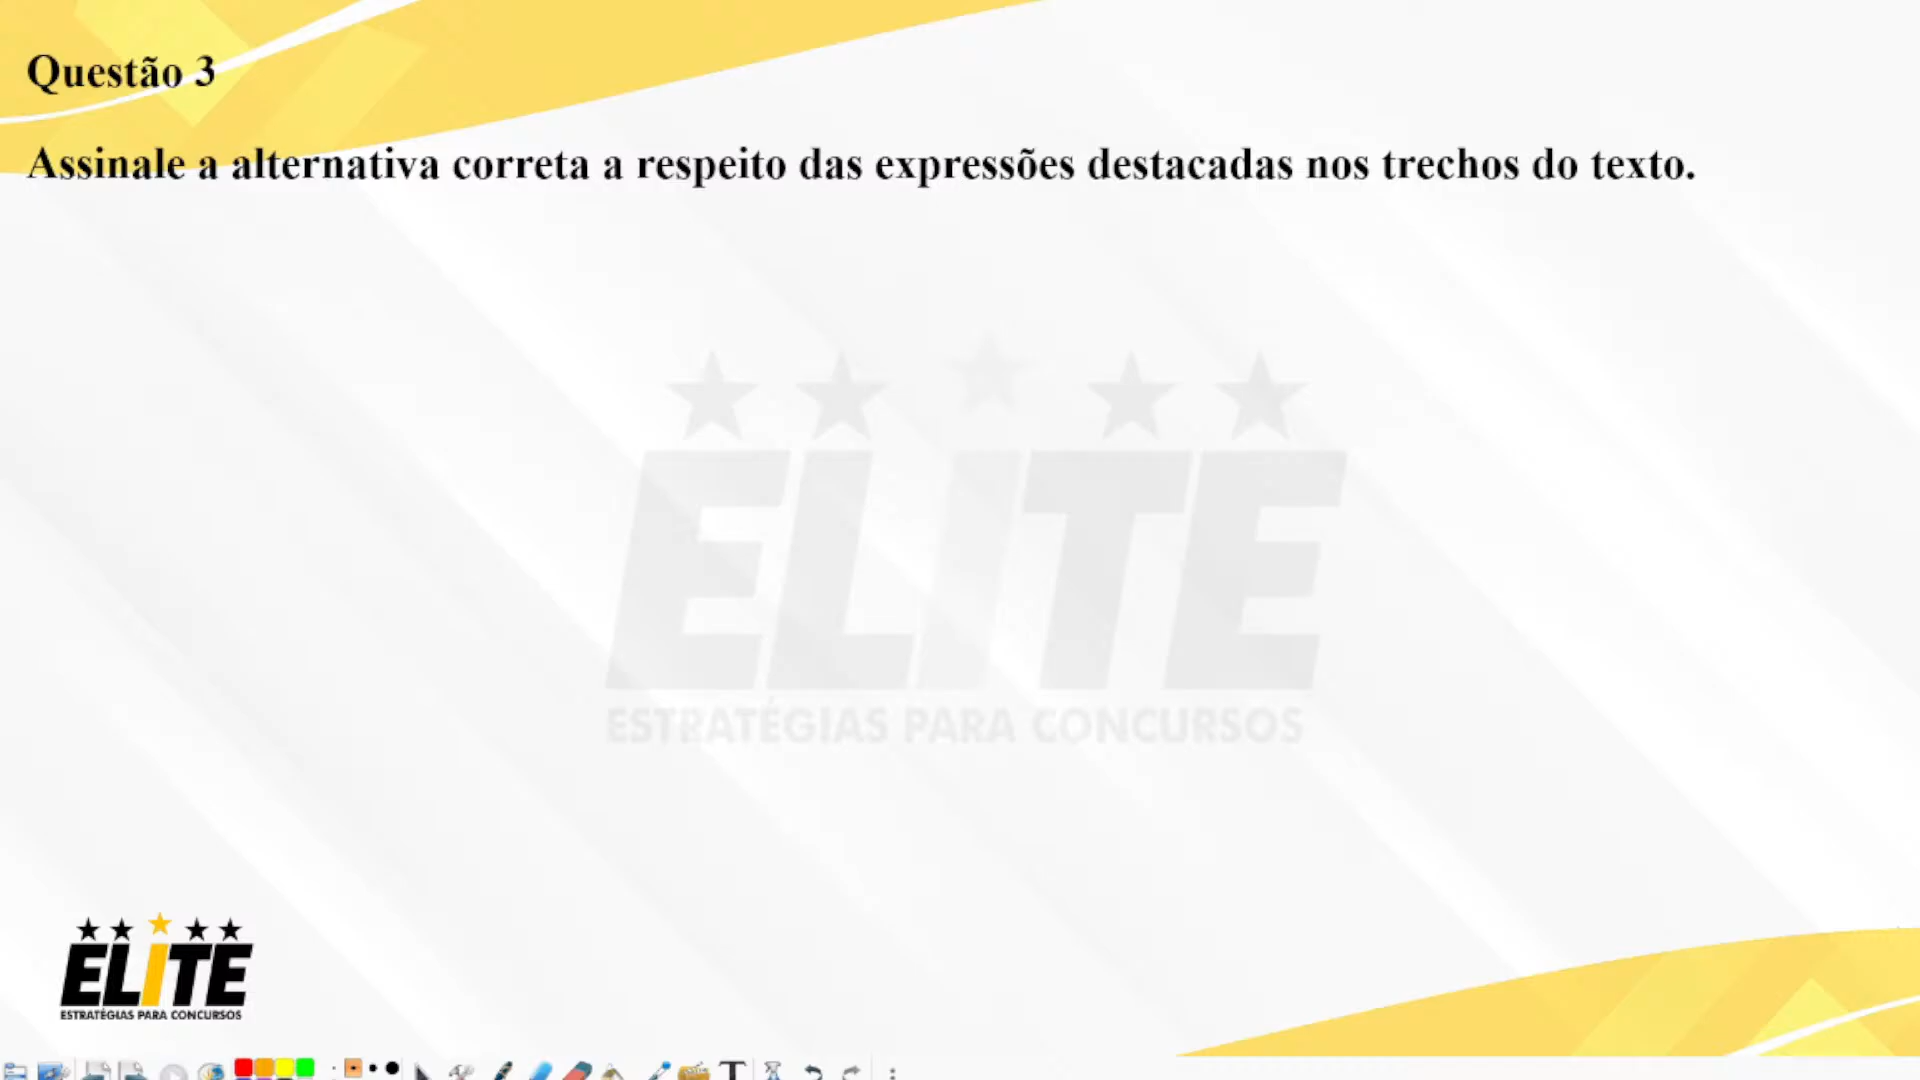 Questão 3
Assinale a alternativa correta a respeito das expressões destacadas nos trechos do texto.
ELITE
ESTRATÉGIAS PARA CONCURSOS
ELITE
ESTRATÉGIAS PARA CONCURSOS
T